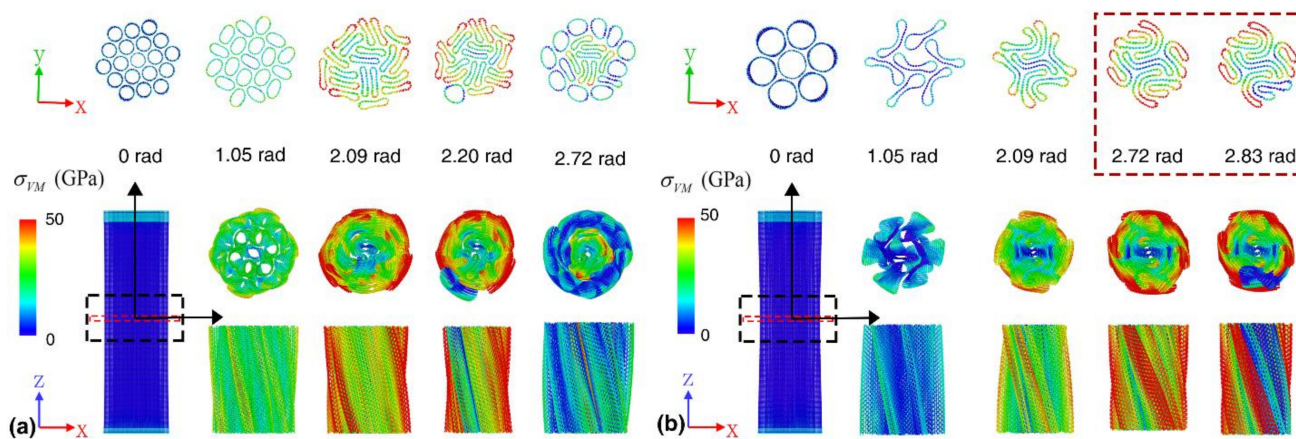 y
x
0 rad
1.05 rad
2.09 rad
2.20 rad
2.72 rad
σVM (GPa)
50
0
z
x
(a)
y
x
0 rad
1.05 rad
2.09 rad
2.72 rad
2.83 rad
σVM (GPa)
50
0
z
x
(b)